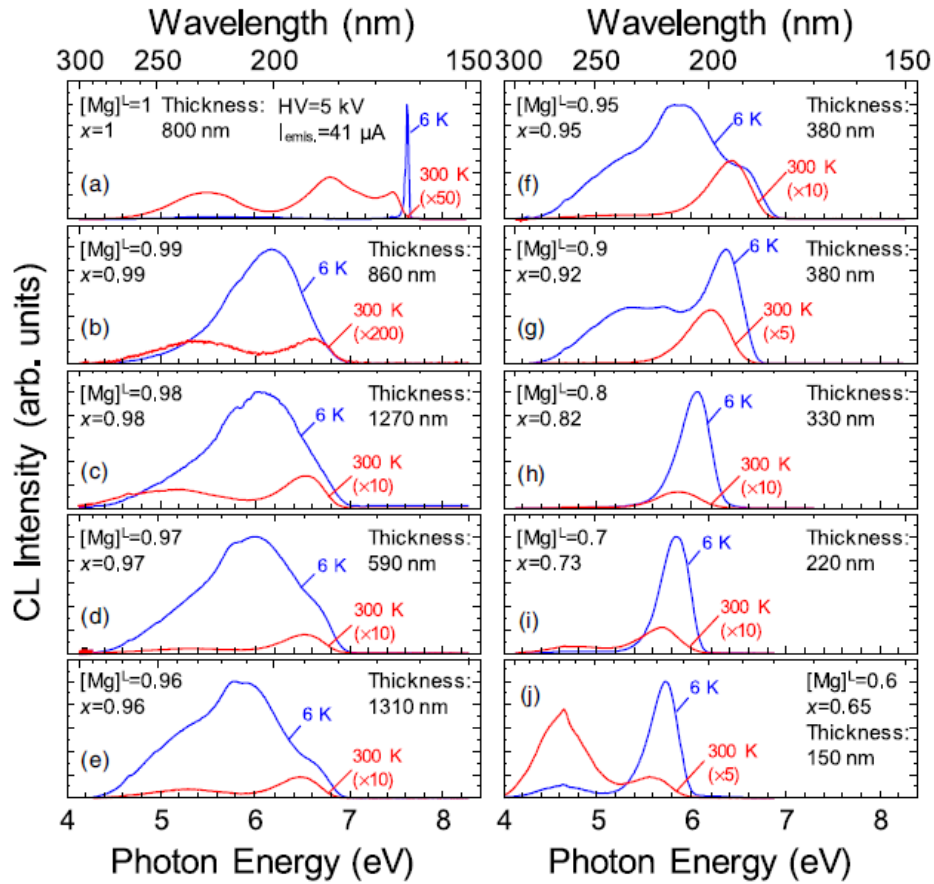 Wavelength (nm)
300 250 200 150
Wavelength (nm)
300 250 200 150
CL Intensity (arb. units)
[Mg]ᴸ=1 Thickness: HV=5 kV
x=1 800 nm Iemis.=41 μA
6 K
300 K
(×50)
(a)
[Mg]ᴸ=0.99 Thickness:
x=0.99 860 nm
6 K
300 K
(×200)
(b)
[Mg]ᴸ=0.98 Thickness:
x=0.98 1270 nm
6 K
300 K
(×10)
(c)
[Mg]ᴸ=0.97 Thickness:
x=0.97 590 nm
6 K
300 K
(×10)
(d)
[Mg]ᴸ=0.96 Thickness:
x=0.96 1310 nm
6 K
300 K
(×10)
(e)
4 5 6 7 8
Photon Energy (eV)
[Mg]ᴸ=0.95 Thickness:
x=0.95 380 nm
6 K
300 K
(×10)
(f)
[Mg]ᴸ=0.9 Thickness:
x=0.92 380 nm
6 K
300 K
(×5)
(g)
[Mg]ᴸ=0.8 Thickness:
x=0.82 330 nm
6 K
300 K
(×10)
(h)
[Mg]ᴸ=0.7 Thickness:
x=0.73 220 nm
6 K
300 K
(×10)
(i)
(j) [Mg]ᴸ=0.6
x=0.65
Thickness:
150 nm
6 K
300 K
(×5)
4 5 6 7 8
Photon Energy (eV)